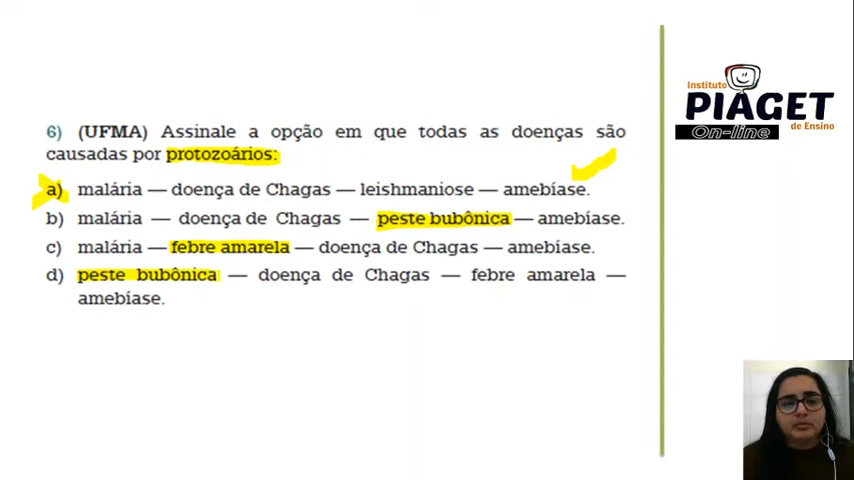 6) (UFMA) Assinale a opção em que todas as doenças são
causadas por protozoários:
a) malária — doença de Chagas — leishmaniose — amebíase.
b) malária — doença de Chagas — peste bubônica — amebíase.
c) malária — febre amarela — doença de Chagas — amebíase.
d) peste bubônica — doença de Chagas — febre amarela —
amebíase.
Instituto
PIAGET
On-line de Ensino